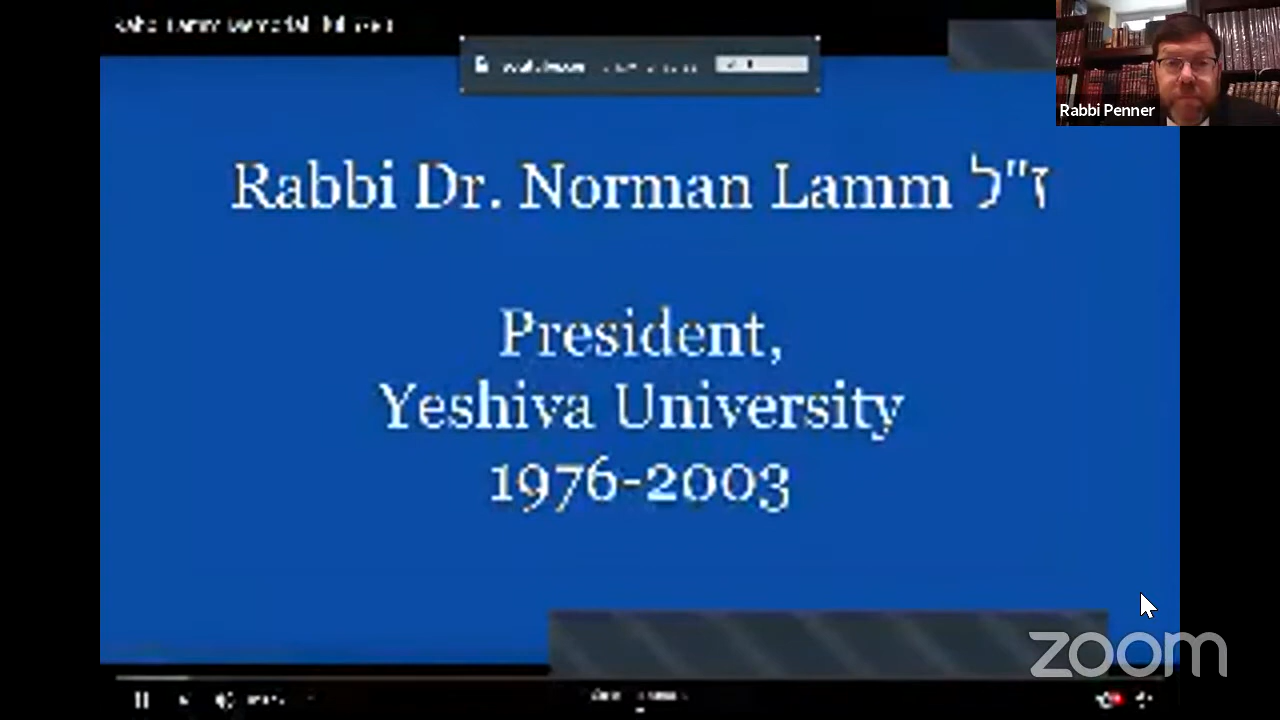 Rabbi Penner
Rabbi Dr. Norman Lamm ז"ל
President,
Yeshiva University
1976-2003
zoom